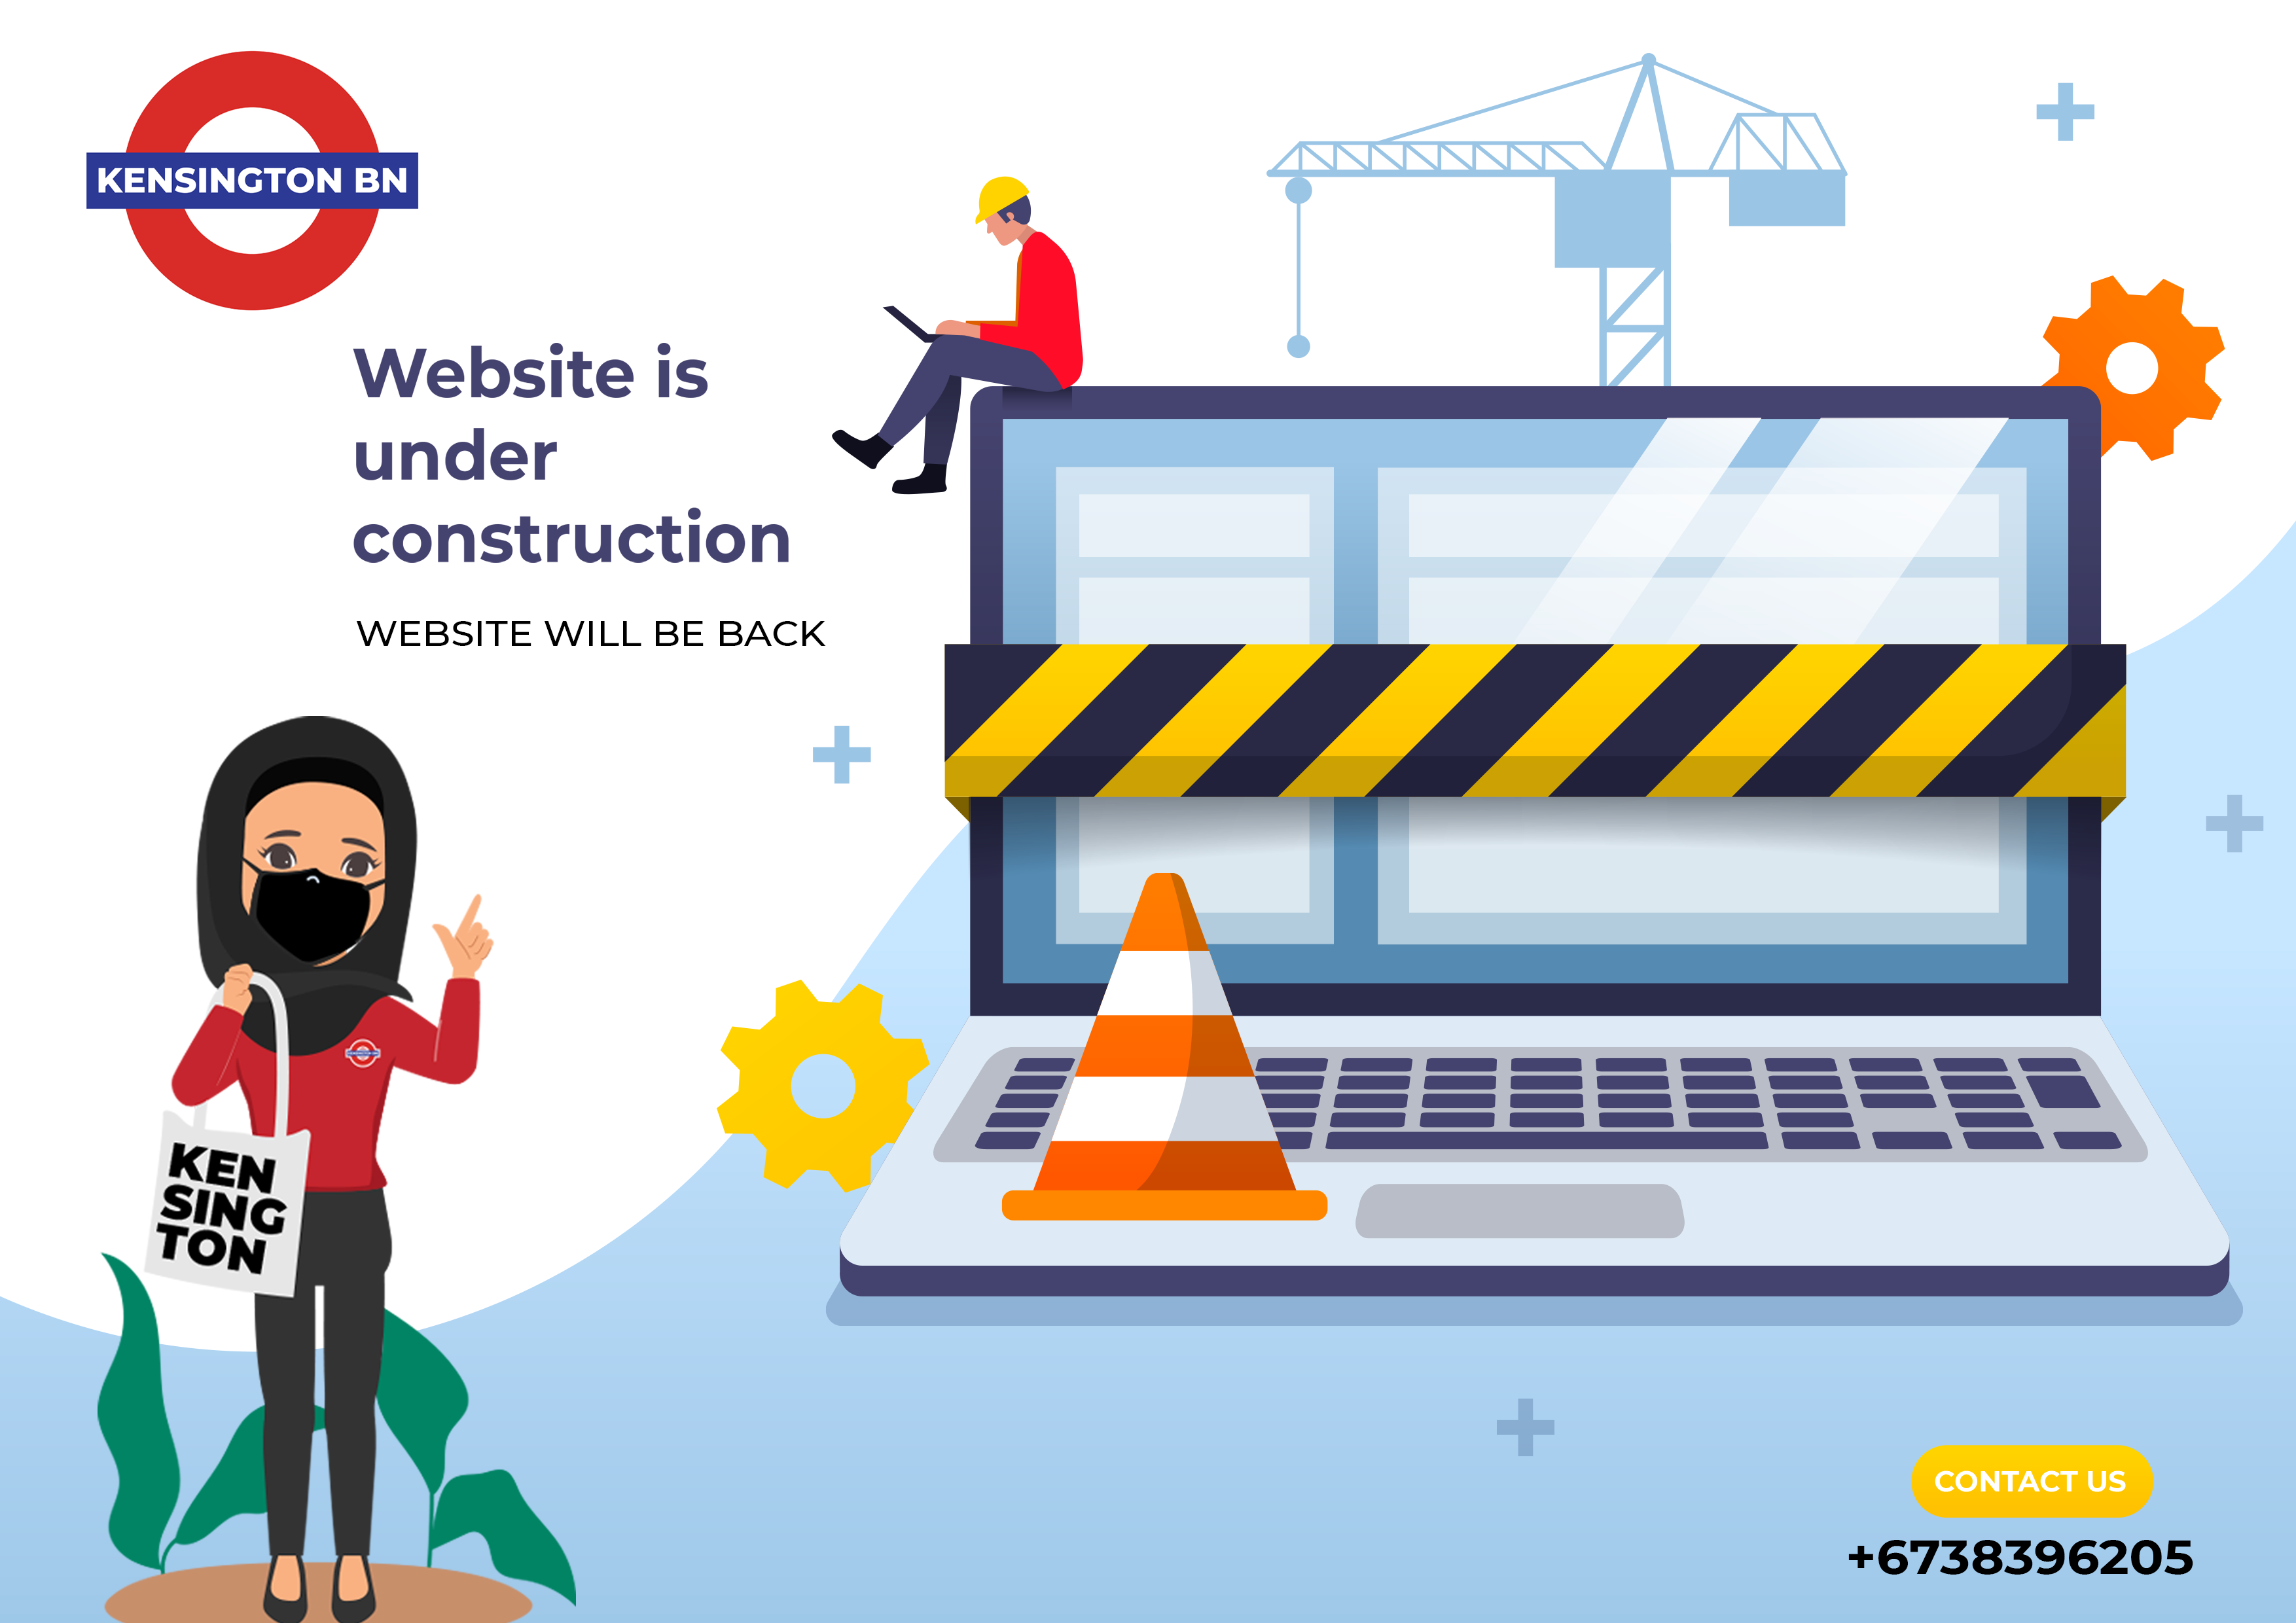 KENSINGTON BN
Website is
under
construction
WEBSITE WILL BE BACK
KEN
SING
TON
CONTACT US
+6738396205